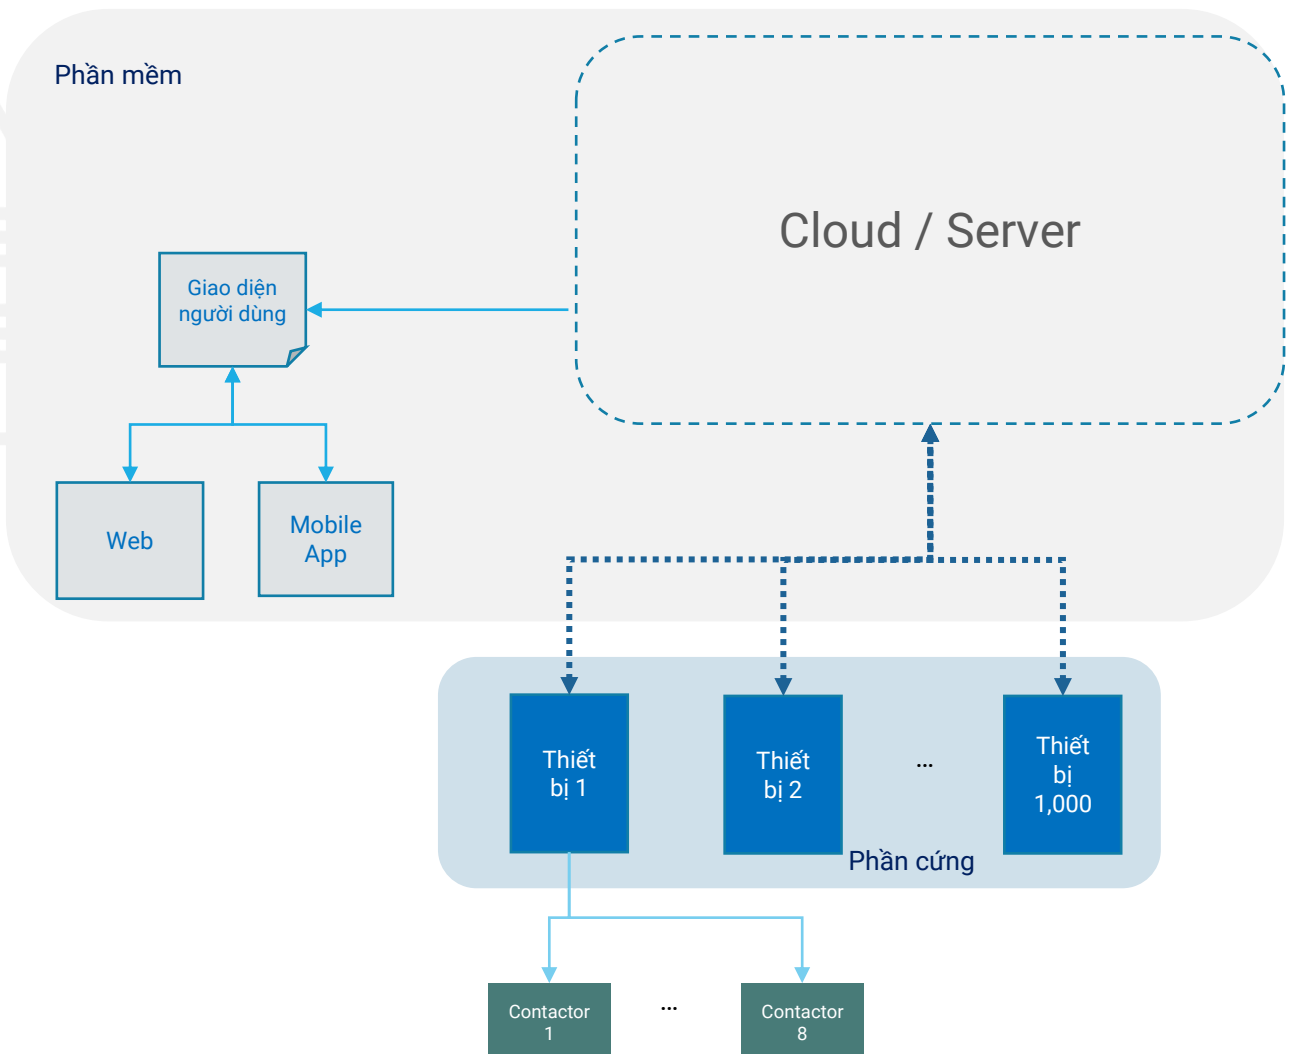 Phần mềm
Cloud / Server
Giao diện
người dùng
Web
Mobile
App
Thiết
bị 1
Thiết
bị 2
...
Thiết
bị
1,000
Phần cứng
Contactor
1
...
Contactor
8